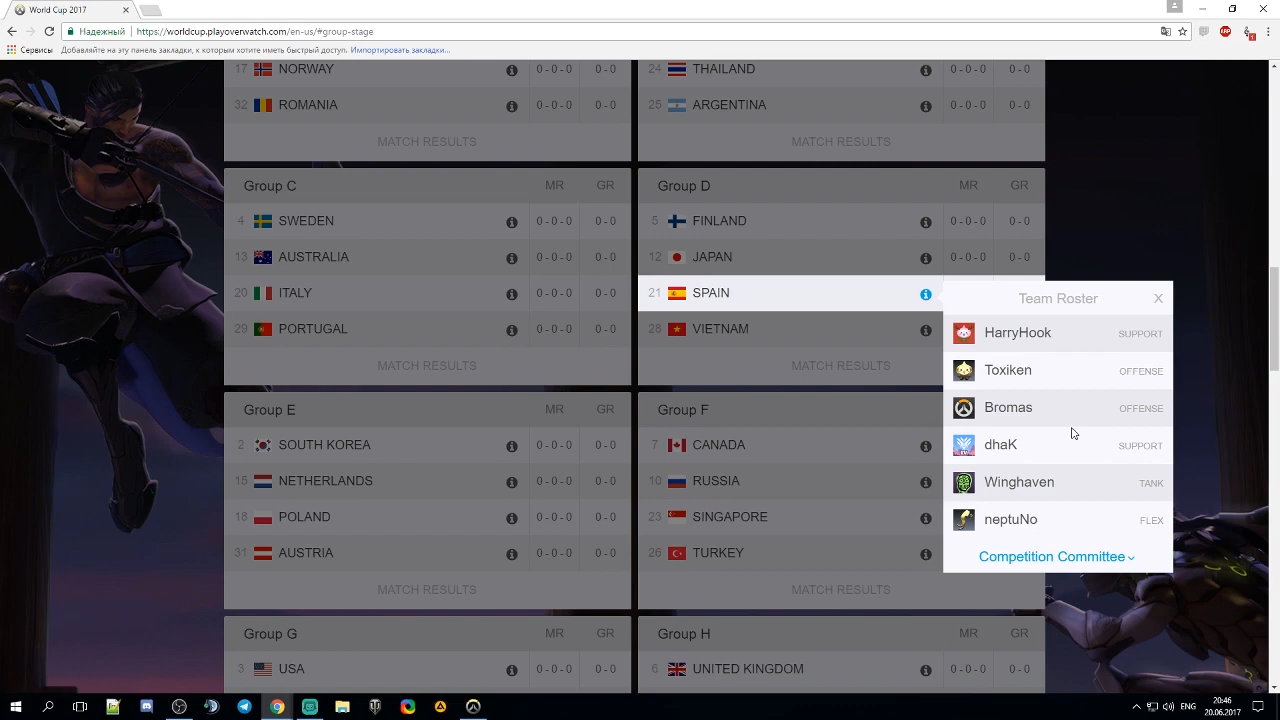 World Cup 2017
Надежный https://worldcup.playoverwatch.com/en-us/#group-stage
Сервисы Добавляйте на эту панель закладки, к которым хотите иметь быстрый доступ. Импортировать закладки...
17 NORWAY 0-0-0 0-0
32 ROMANIA 0-0-0 0-0
MATCH RESULTS
24 THAILAND 0-0-0 0-0
25 ARGENTINA 0-0-0 0-0
MATCH RESULTS
Group C MR GR
4 SWEDEN 0-0-0 0-0
13 AUSTRALIA 0-0-0 0-0
20 ITALY 0-0-0 0-0
29 PORTUGAL 0-0-0 0-0
MATCH RESULTS
Group D MR GR
5 FINLAND 0-0-0 0-0
12 JAPAN 0-0-0 0-0
21 SPAIN
28 VIETNAM
MATCH RESULTS
Team Roster X
HarryHook SUPPORT
Toxiken OFFENSE
Bromas OFFENSE
dhaK SUPPORT
Winghaven TANK
neptuNo FLEX
Competition Committee
Group E MR GR
2 SOUTH KOREA 0-0-0 0-0
15 NETHERLANDS 0-0-0 0-0
18 POLAND 0-0-0 0-0
31 AUSTRIA 0-0-0 0-0
MATCH RESULTS
Group F
7 CANADA
10 RUSSIA
23 SINGAPORE
26 TURKEY
MATCH RESULTS
Group G MR GR
3 USA 0-0-0 0-0
Group H MR GR
6 UNITED KINGDOM 0-0-0 0-0
ENG
20:46
20.06.2017